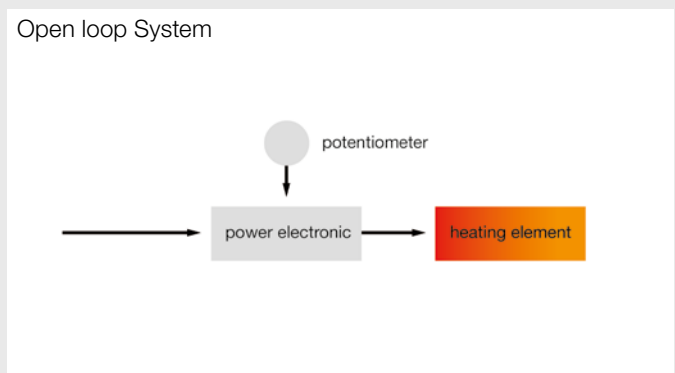 Open loop System
potentiometer
power electronic
heating element